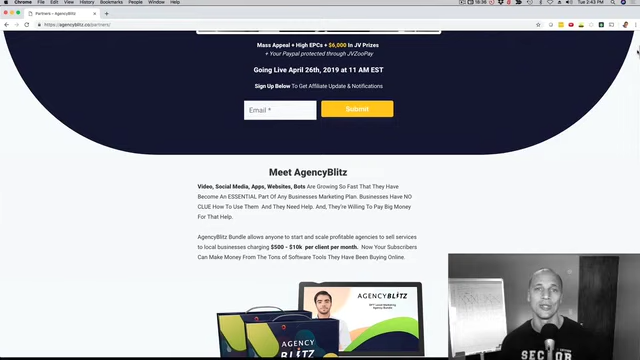 Chrome File Edit View History Bookmarks People Window Help
Tue 2:43 PM
Partners – AgencyBlitz
https://agencyblitz.co/partners/
Mass Appeal + High EPCs + $6,000 In JV Prizes
+ Your Paypal protected through JVZooPay
Going Live April 26th, 2019 at 11 AM EST
Sign Up Below To Get Affiliate Update & Notifications
Email *
Submit
Meet AgencyBlitz
Video, Social Media, Apps, Websites, Bots Are Growing So Fast That They Have
Become An ESSENTIAL Part Of Any Businesses Marketing Plan. Businesses Have NO
CLUE How To Use Them And They Need Help. And, They're Willing To Pay Big Money
For That Help.
AgencyBlitz Bundle allows anyone to start and scale profitable agencies to sell services
to local businesses charging $500 - $10k per client per month. Now Your Subscribers
Can Make Money From The Tons of Software Tools They Have Been Buying Online.
AGENCYBLITZ
AGENCY
BLITZ